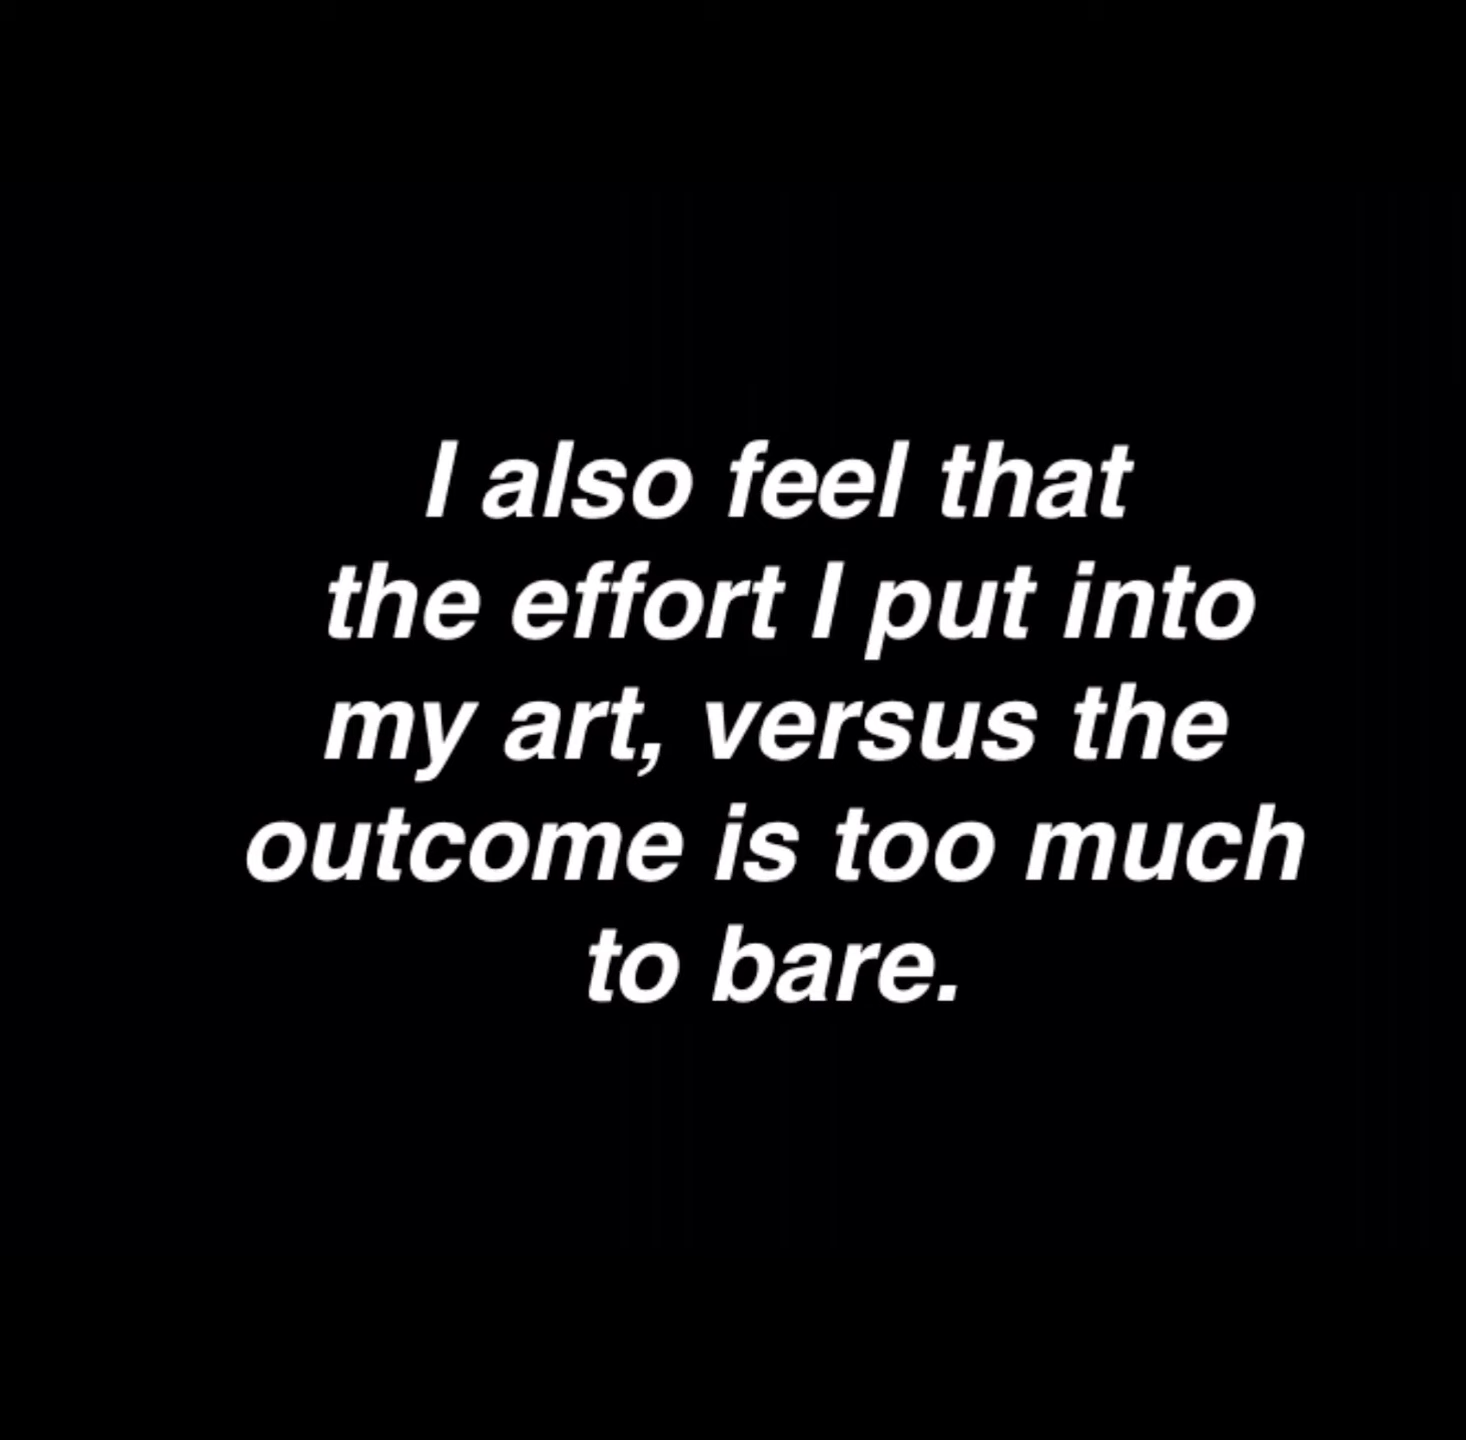 I also feel that
the effort I put into
my art, versus the
outcome is too much
to bare.